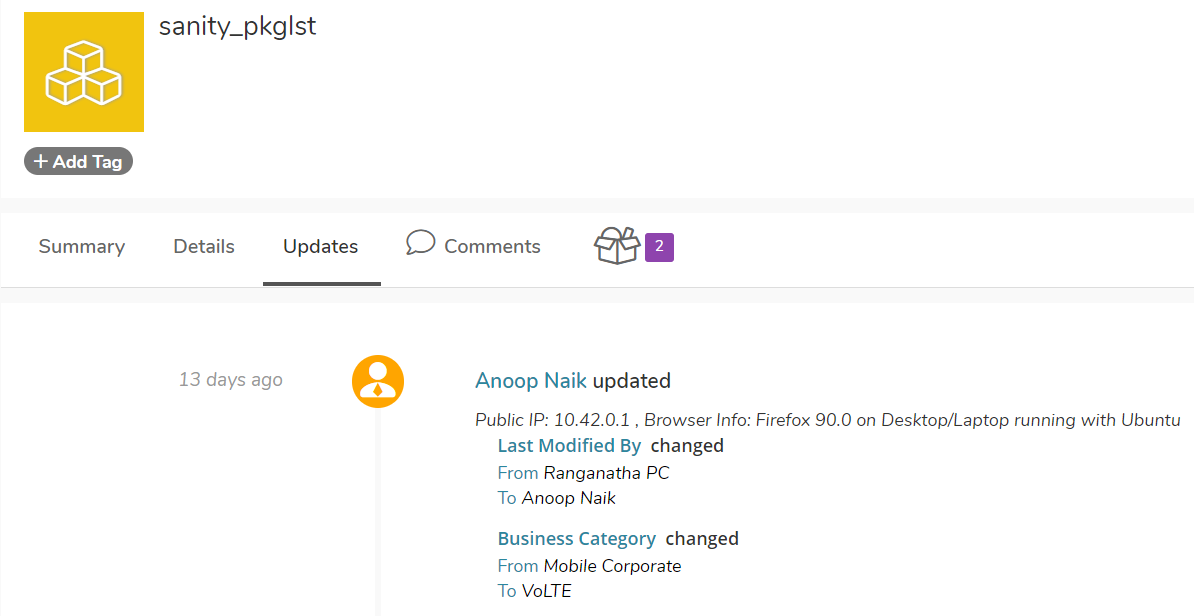 sanity_pkglst
+ Add Tag
Summary Details Updates Comments 2
13 days ago
Anoop Naik updated
Public IP: 10.42.0.1 , Browser Info: Firefox 90.0 on Desktop/Laptop running with Ubuntu
Last Modified By changed
From Ranganatha PC
To Anoop Naik
Business Category changed
From Mobile Corporate
To VoLTE